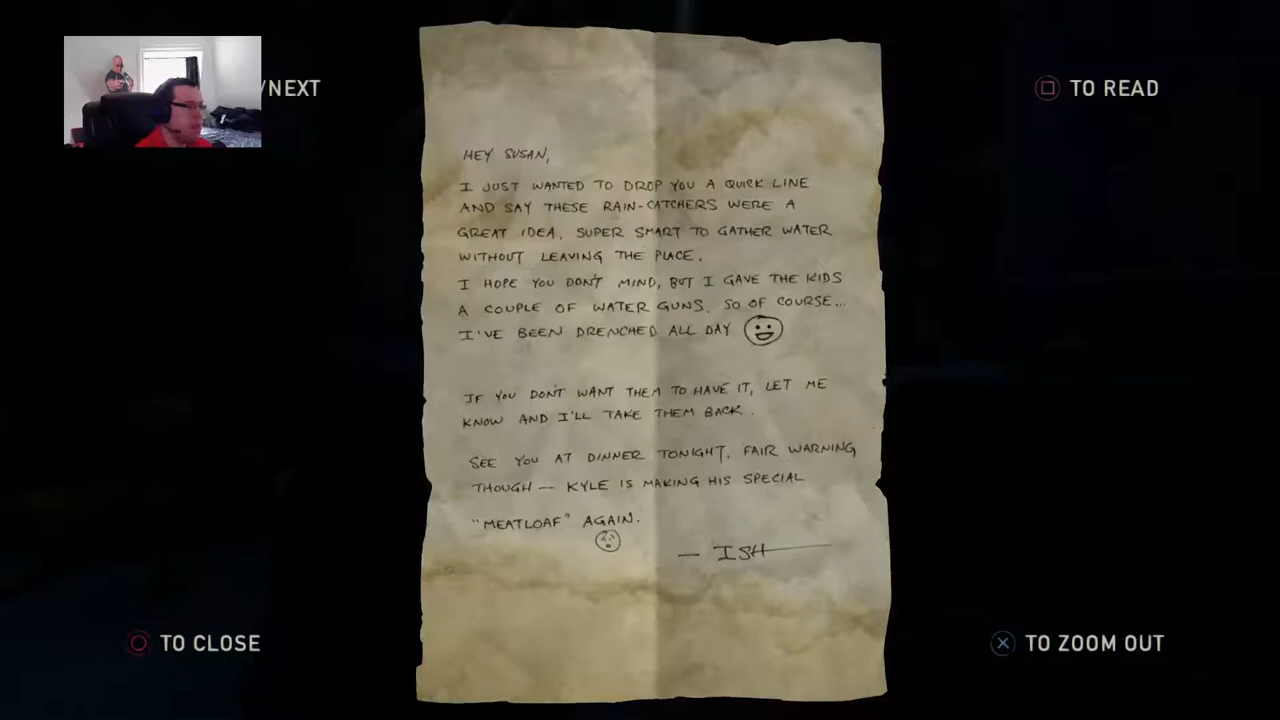 /NEXT
TO READ
HEY SUSAN,
I JUST WANTED TO DROP YOU A QUICK LINE
AND SAY THESE RAIN-CATCHERS WERE A
GREAT IDEA. SUPER SMART TO GATHER WATER
WITHOUT LEAVING THE PLACE.
I HOPE YOU DON'T MIND, BUT I GAVE THE KIDS
A COUPLE OF WATER GUNS. SO OF COURSE...
I'VE BEEN DRENCHED ALL DAY
IF YOU DON'T WANT THEM TO HAVE IT, LET ME
KNOW AND I'LL TAKE THEM BACK.
SEE YOU AT DINNER TONIGHT. FAIR WARNING
THOUGH -- KYLE IS MAKING HIS SPECIAL
"MEATLOAF" AGAIN.
— ISH
TO CLOSE
TO ZOOM OUT